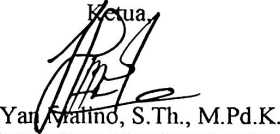 Ketua,
Yan Malino, S.Th., M.Pd.K.